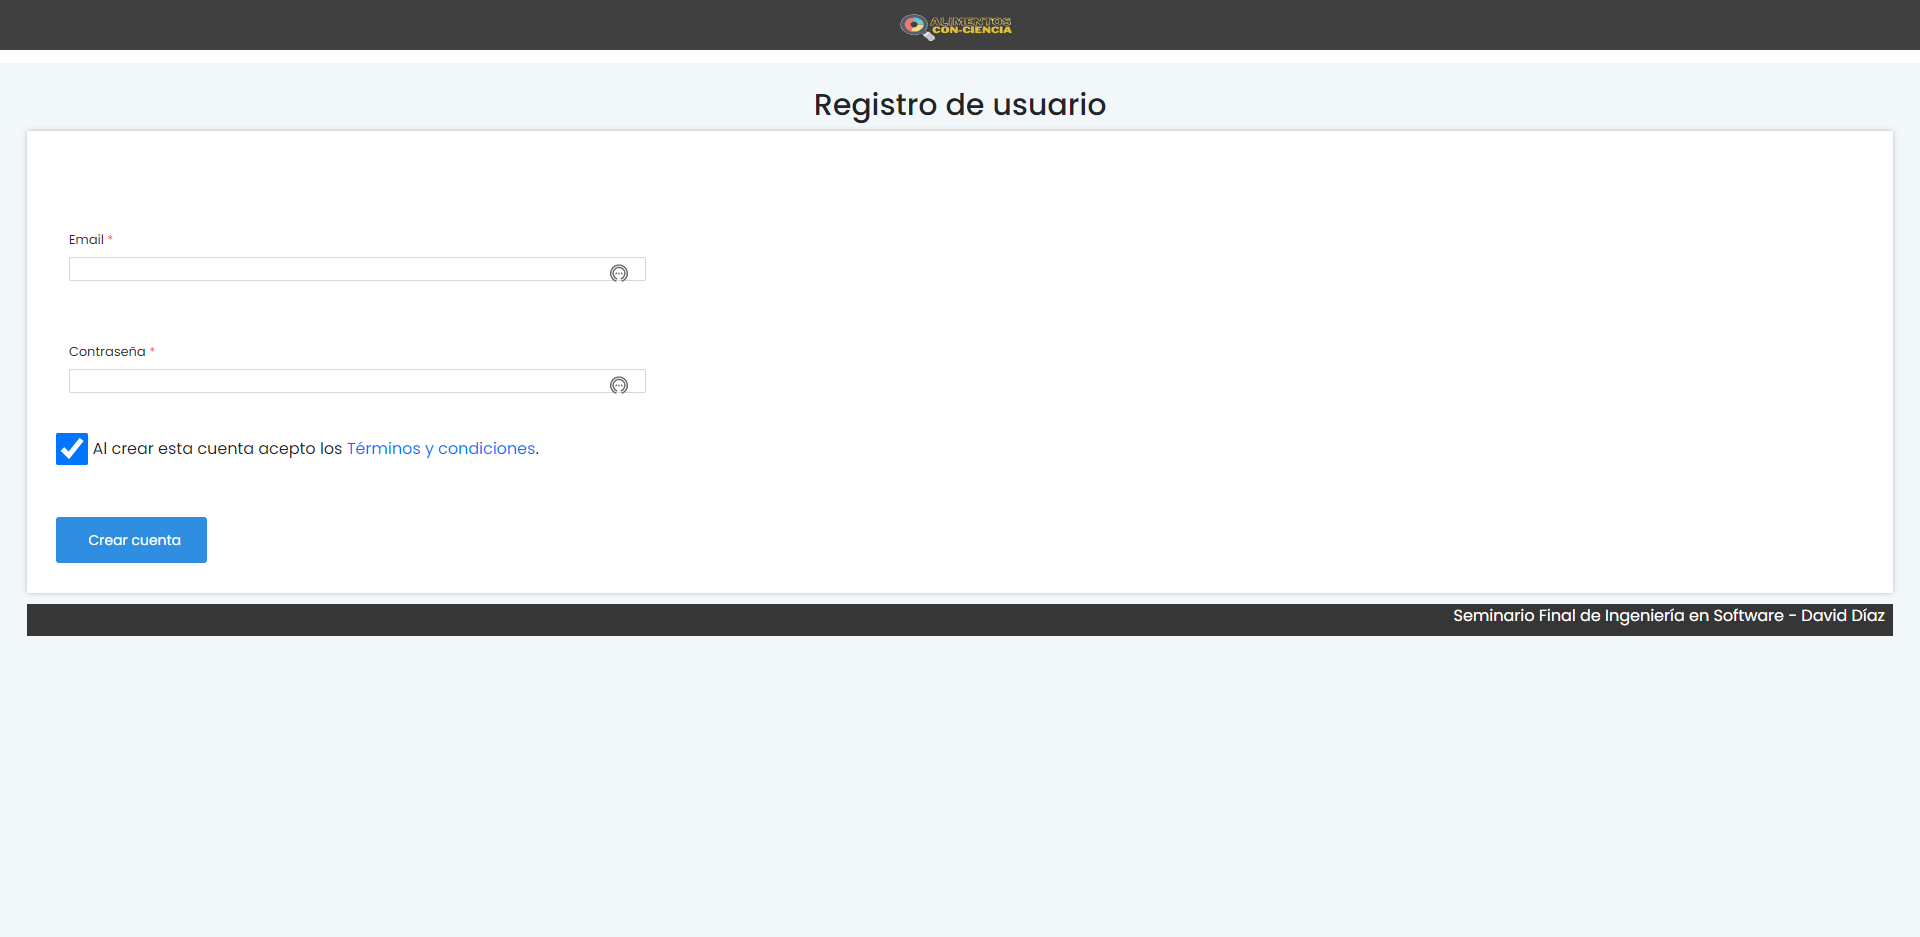 ALIMENTOS
CON-CIENCIA
Registro de usuario
Email *
Contraseña *
Al crear esta cuenta acepto los Términos y condiciones.
Crear cuenta
Seminario Final de Ingeniería en Software - David Díaz